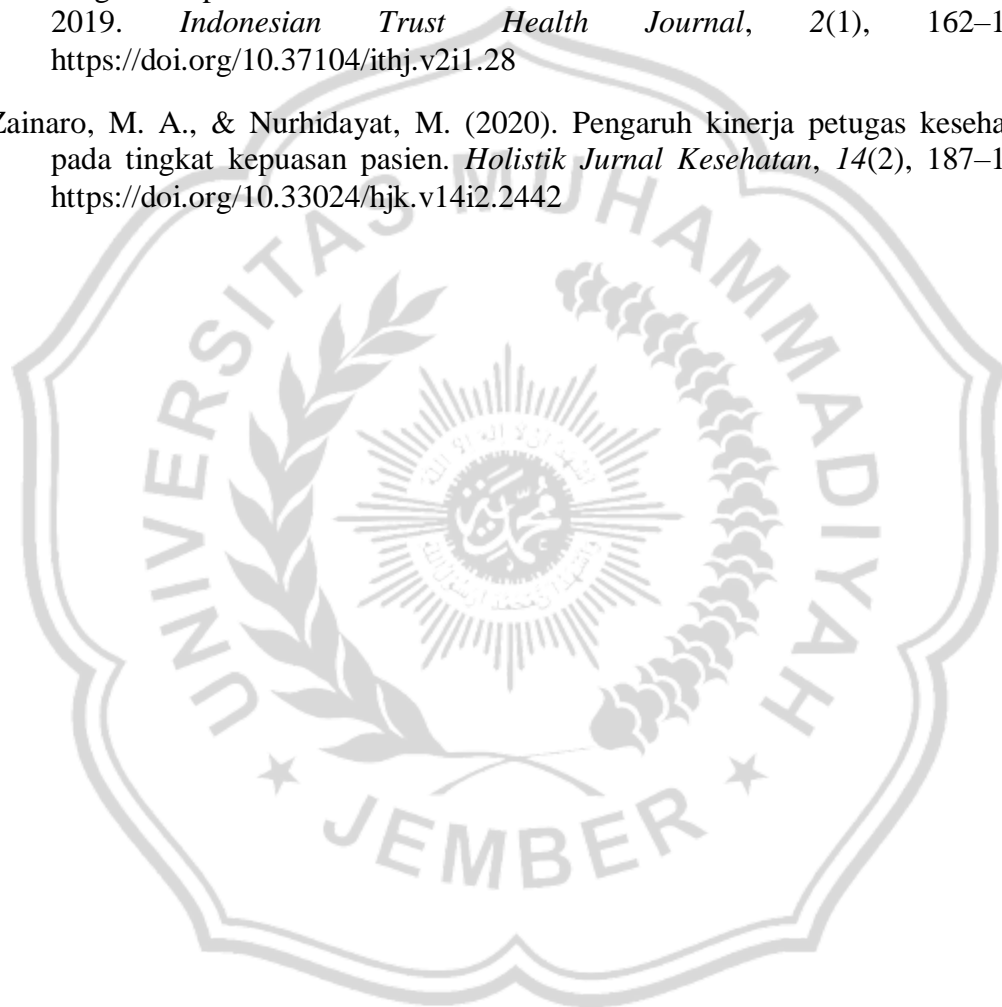 2019. Indonesian Trust Health Journal, 2(1), 162–1
https://doi.org/10.37104/ithj.v2i1.28
Zainaro, M. A., & Nurhidayat, M. (2020). Pengaruh kinerja petugas keseha
pada tingkat kepuasan pasien. Holistik Jurnal Kesehatan, 14(2), 187–1
https://doi.org/10.33024/hjk.v14i2.2442
UNIVERSITAS MUHAMMADIYAH
JEMBER